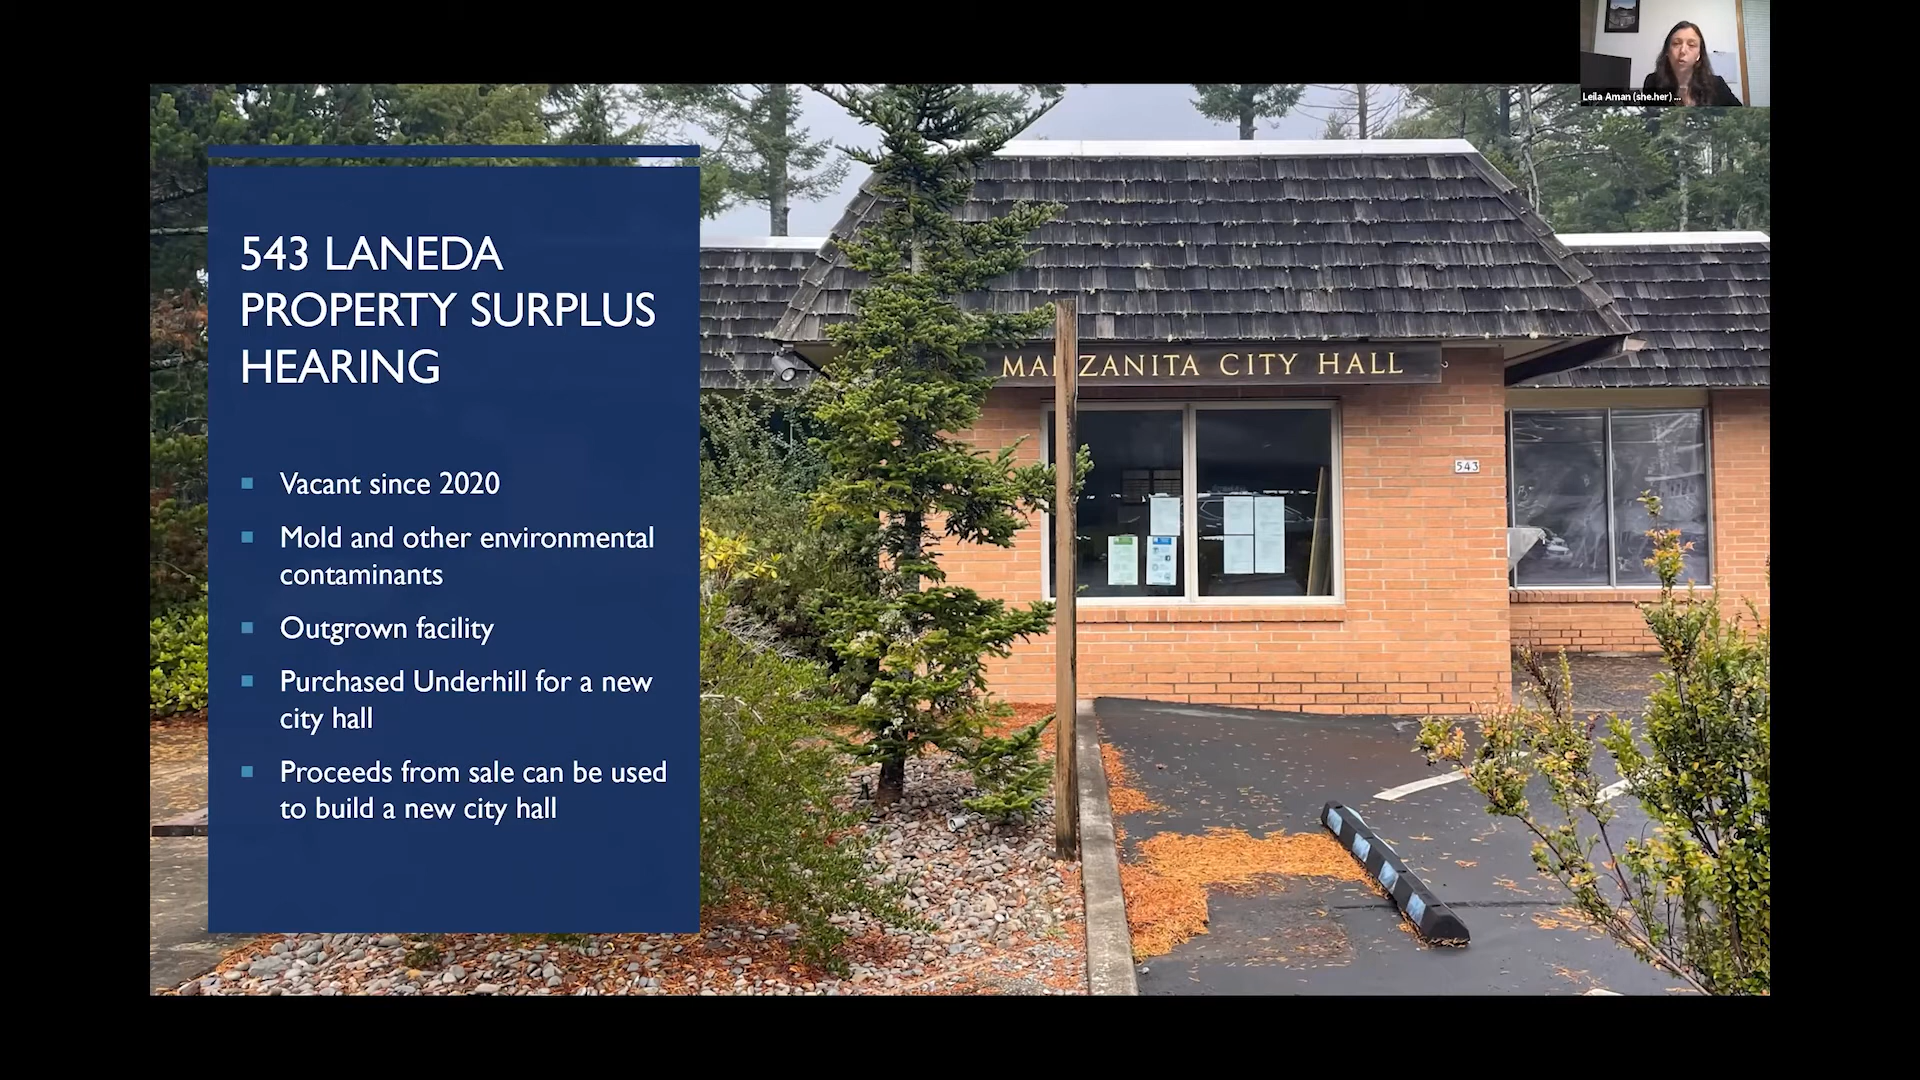 Leila Aman (she.her) ...
543 LANEDA
PROPERTY SURPLUS
HEARING
Vacant since 2020
Mold and other environmental
contaminants
Outgrown facility
Purchased Underhill for a new
city hall
Proceeds from sale can be used
to build a new city hall
MANZANITA CITY HALL
543